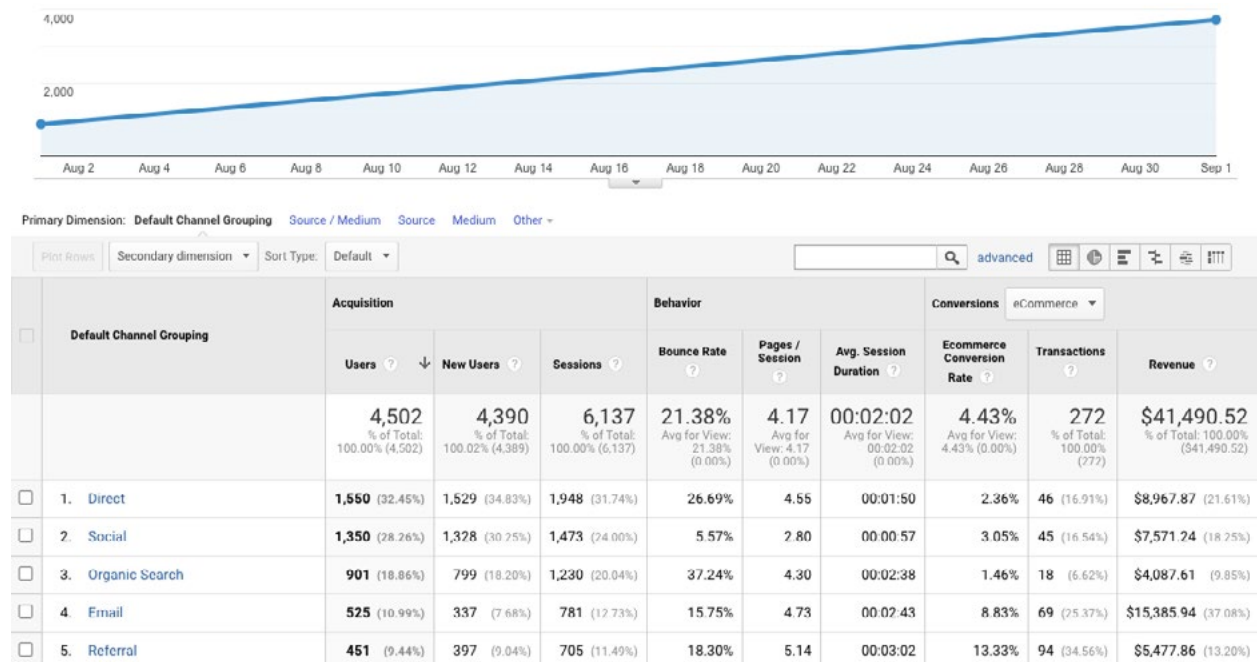 4,000
2,000
Aug 2 Aug 4 Aug 6 Aug 8 Aug 10 Aug 12 Aug 14 Aug 16 Aug 18 Aug 20 Aug 22 Aug 24 Aug 26 Aug 28 Aug 30 Sep 1
Primary Dimension: Default Channel Grouping Source / Medium Source Medium Other
Plot Rows Secondary dimension Sort Type: Default advanced
Default Channel Grouping
Acquisition
Users ? New Users ? Sessions ?
Behavior
Bounce Rate ? Pages / Session ? Avg. Session Duration ?
Conversions eCommerce
Ecommerce Conversion Rate ? Transactions ? Revenue ?
4,502 4,390 6,137 21.38% 4.17 00:02:02 4.43% 272 $41,490.52
% of Total: 100.00% (4,502)
% of Total: 100.02% (4,389)
% of Total: 100.00% (6,137)
Avg for View: 21.38% (0.00%)
Avg for View: 4.17 (0.00%)
Avg for View: 00:02:02 (0.00%)
Avg for View: 4.43% (0.00%)
% of Total: 100.00% (272)
% of Total: 100.00% ($41,490.52)
1. Direct 1,550 (32.45%) 1,529 (34.83%) 1,948 (31.74%) 26.69% 4.55 00:01:50 2.36% 46 (16.91%) $8,967.87 (21.61%)
2. Social 1,350 (28.26%) 1,328 (30.25%) 1,473 (24.00%) 5.57% 2.80 00:00:57 3.05% 45 (16.54%) $7,571.24 (18.25%)
3. Organic Search 901 (18.86%) 799 (18.20%) 1,230 (20.04%) 37.24% 4.30 00:02:38 1.46% 18 (6.62%) $4,087.61 (9.85%)
4. Email 525 (10.99%) 337 (7.68%) 781 (12.73%) 15.75% 4.73 00:02:43 8.83% 69 (25.37%) $15,385.94 (37.08%)
5. Referral 451 (9.44%) 397 (9.04%) 705 (11.49%) 18.30% 5.14 00:03:02 13.33% 94 (34.56%) $5,477.86 (13.20%)